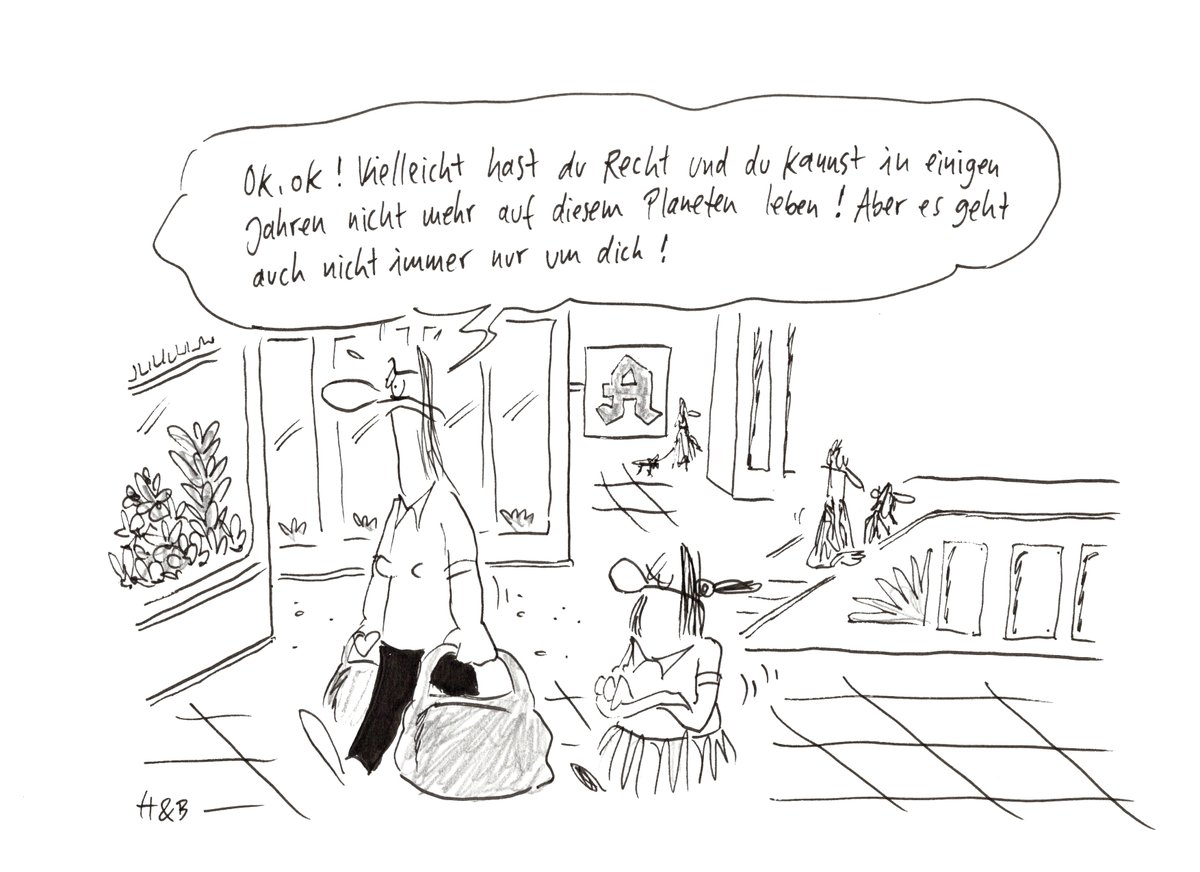 Ok, ok! Vielleicht hast du Recht und du kannst in einigen
Jahren nicht mehr auf diesem Planeten leben! Aber es geht
auch nicht immer nur um dich!
A
H&B